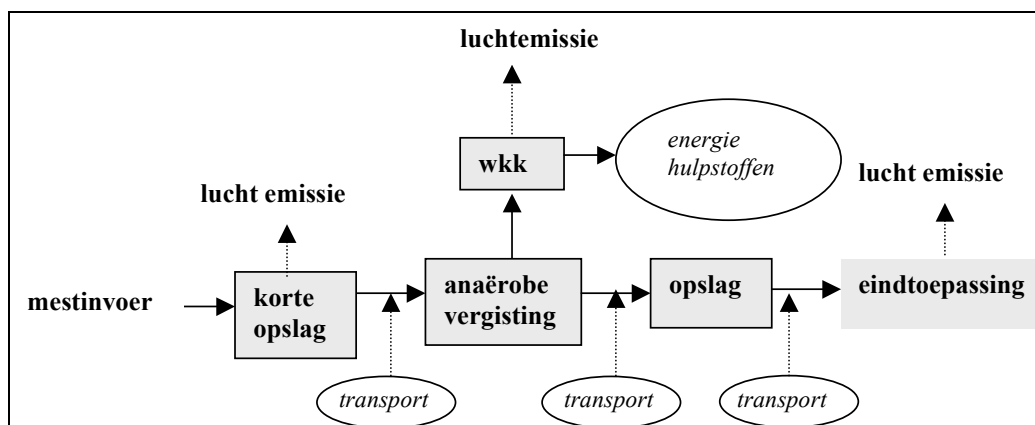 luchtemissie
energie
hulpstoffen
wkk
lucht emissie
lucht emissie
mestinvoer
korte
opslag
anaërobe
vergisting
opslag
eindtoepassing
transport
transport
transport